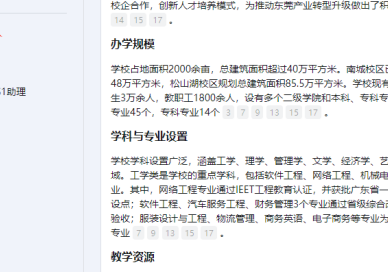 校企合作，创新人才培养模式，为推动东莞产业转型升级做出了积
14 15 17 。
办学规模
学校占地面积2000余亩，总建筑面积超过40万平方米。南城校区已
48万平方米，松山湖校区规划总建筑面积85.5万平方米。学校现有
生3万余人，教职工1800余人，设有多个二级学院和本科、专科专
专业45个，专科专业14个 3 7 9 13 15 17 。
51助理
学科与专业设置
学校学科设置广泛，涵盖工学、理学、管理学、文学、经济学、艺
域。工学类是学校的重点学科，包括软件工程、网络工程、机械电
业。其中，网络工程专业通过IEET工程教育认证，并获批广东省一
设点；软件工程、汽车服务工程、财务管理3个专业通过省级综合改
验收；服装设计与工程、物流管理、商务英语、电子商务等专业为
专业 7 9 13 15 17 。
教学资源